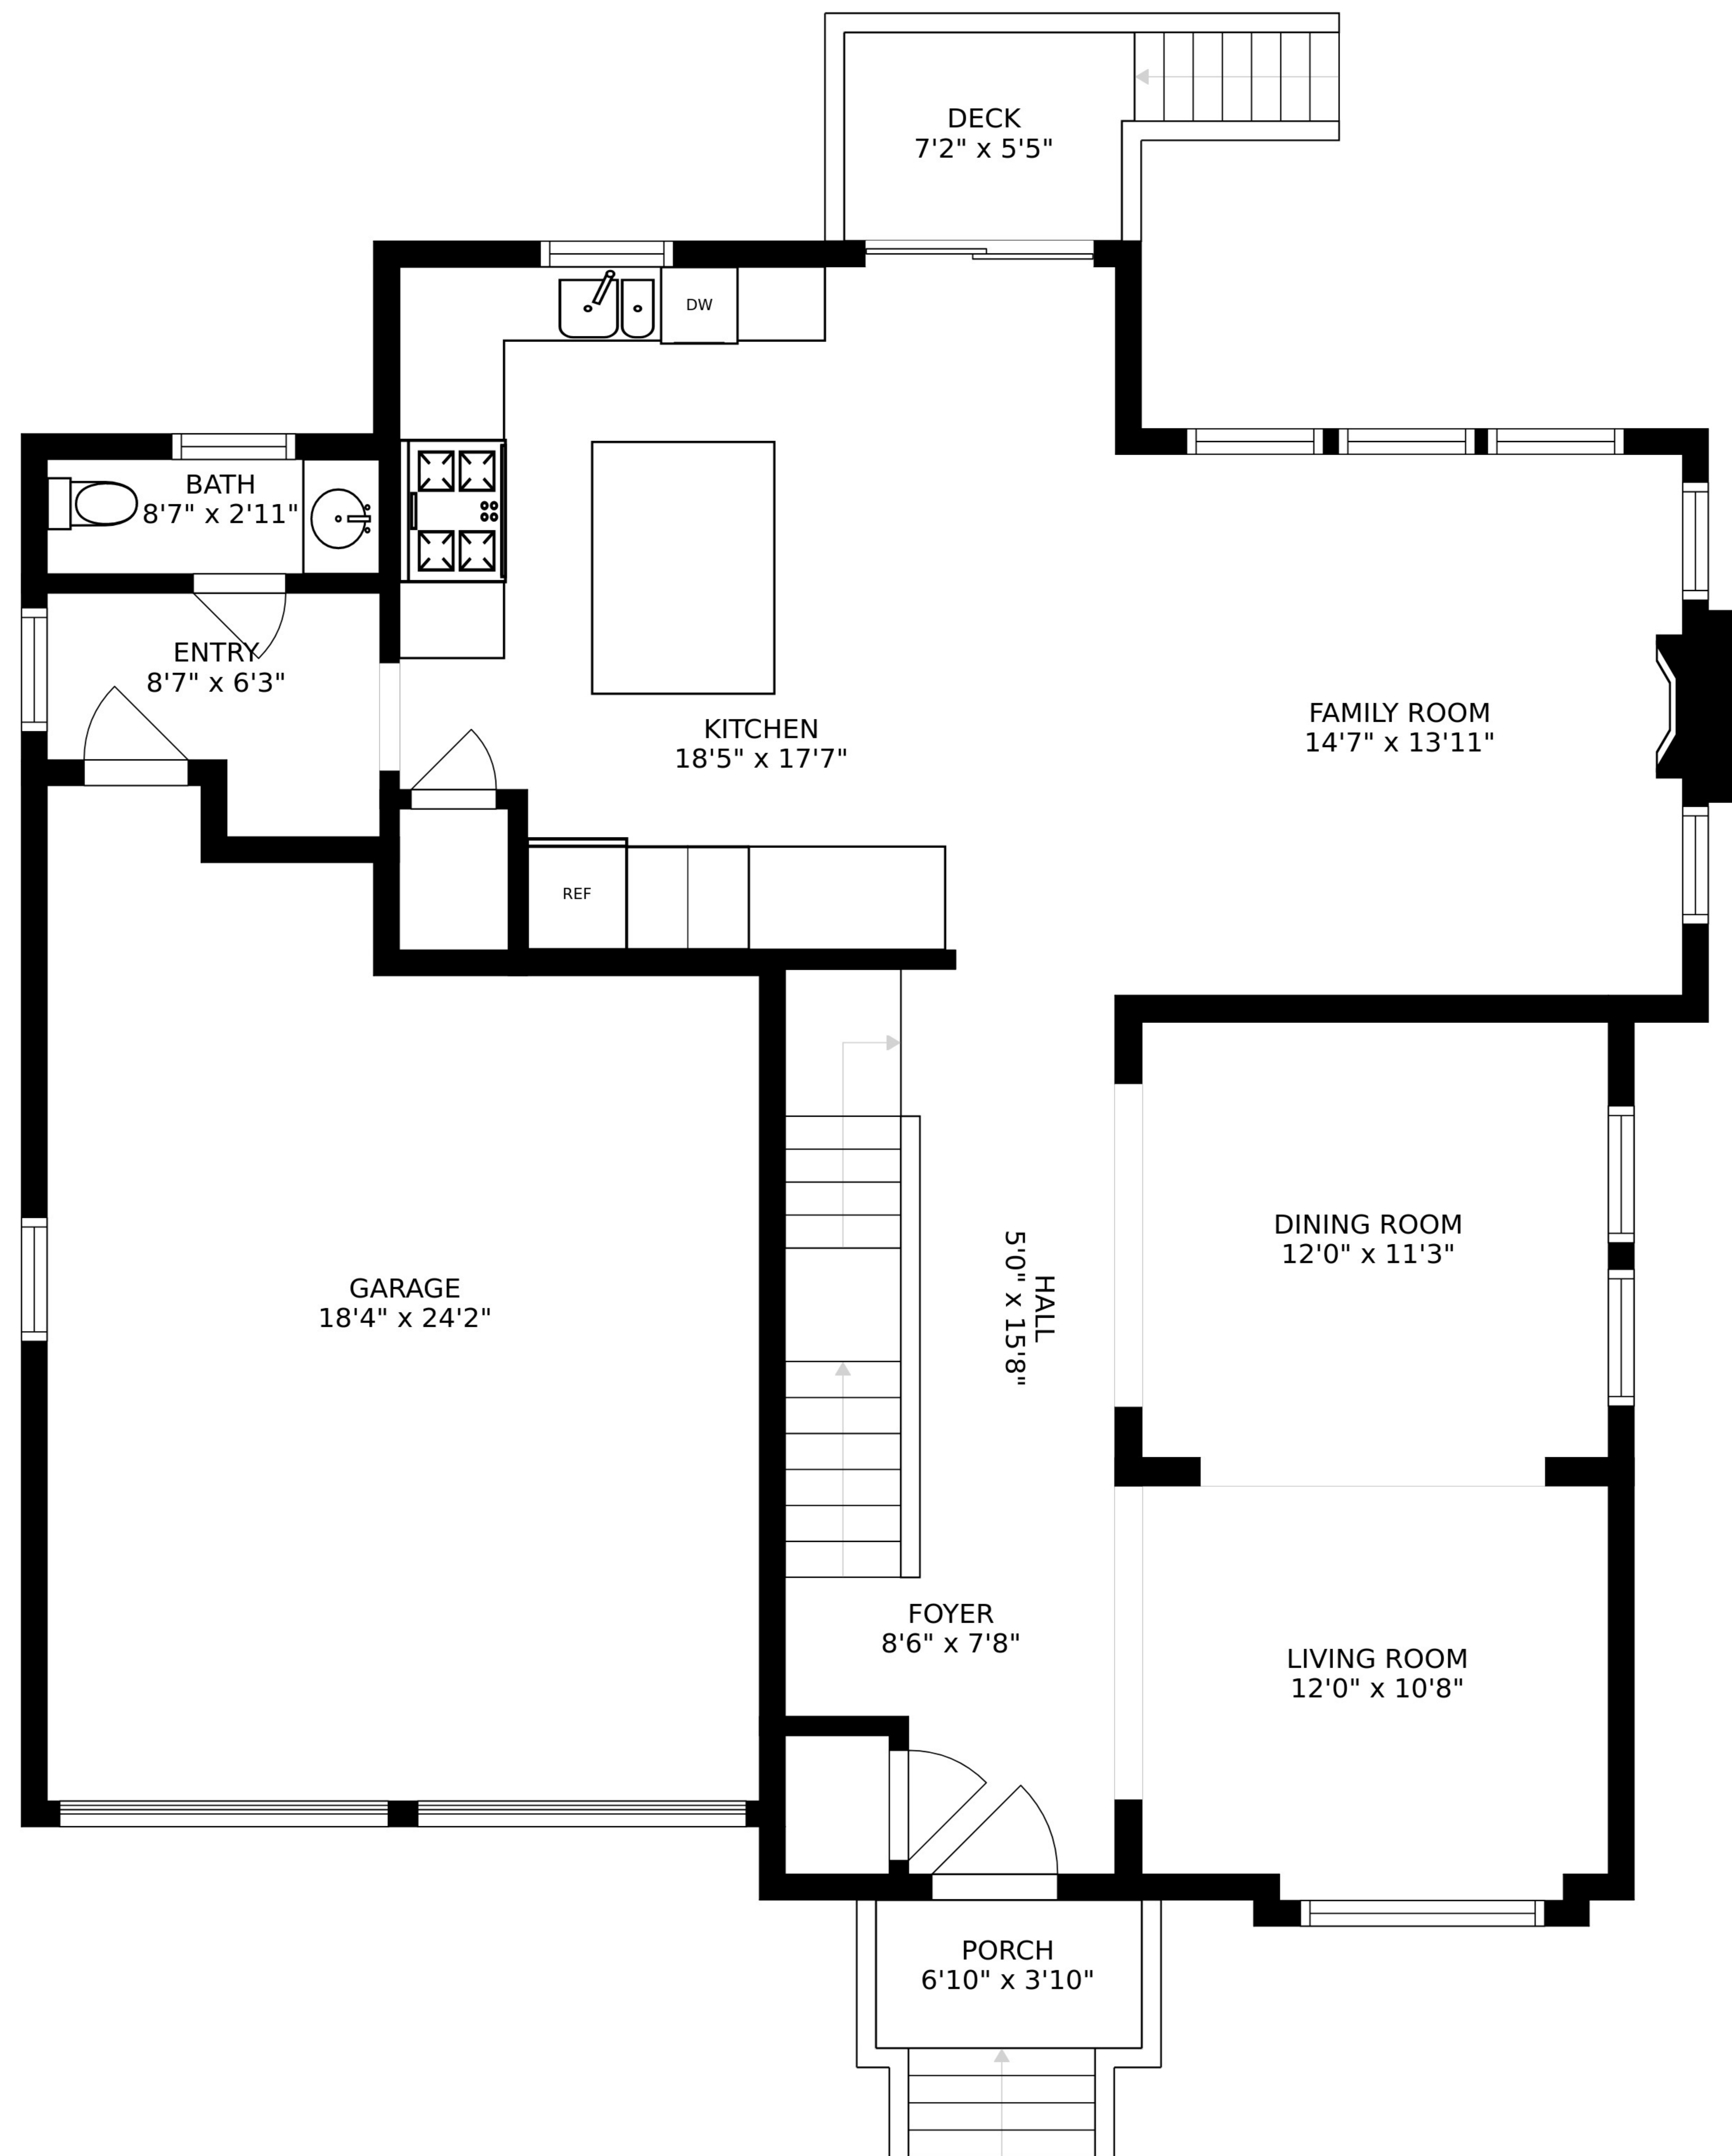 DECK
7'2" x 5'5"
DW
BATH
8'7" x 2'11"
ENTRY
8'7" x 6'3"
KITCHEN
18'5" x 17'7"
FAMILY ROOM
14'7" x 13'11"
REF
DINING ROOM
12'0" x 11'3"
HALL
5'0" x 15'8"
GARAGE
18'4" x 24'2"
FOYER
8'6" x 7'8"
LIVING ROOM
12'0" x 10'8"
PORCH
6'10" x 3'10"